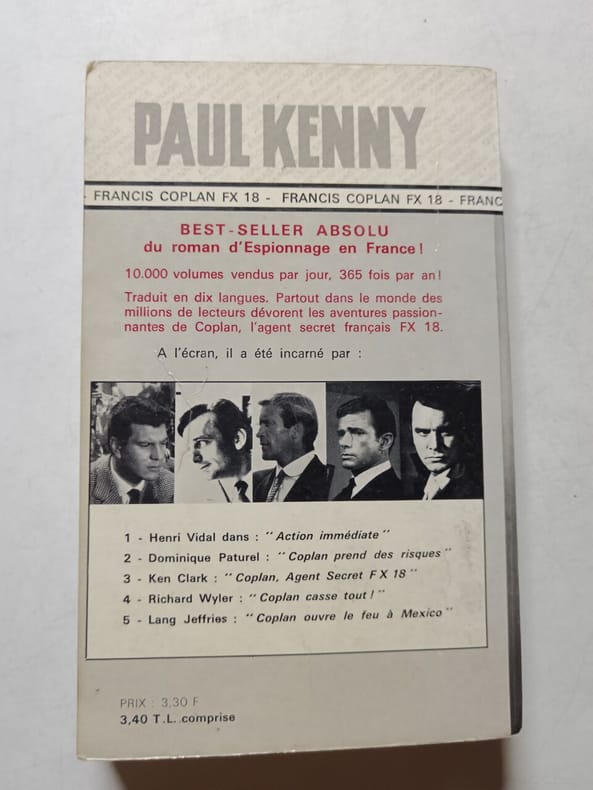 PAUL KENNY
- FRANCIS COPLAN FX 18 - FRANCIS COPLAN FX 18 - FRANC
BEST-SELLER ABSOLU
du roman d'Espionnage en France !
10.000 volumes vendus par jour, 365 fois par an !
Traduit en dix langues. Partout dans le monde des
millions de lecteurs dévorent les aventures passion-
nantes de Coplan, l'agent secret français FX 18.
A l'écran, il a été incarné par :
1 - Henri Vidal dans : "Action immédiate"
2 - Dominique Paturel : "Coplan prend des risques"
3 - Ken Clark : "Coplan, Agent Secret FX 18"
4 - Richard Wyler : "Coplan casse tout !"
5 - Lang Jeffries : "Coplan ouvre le feu à Mexico"
PRIX : 3,30 F
3,40 T.L. comprise